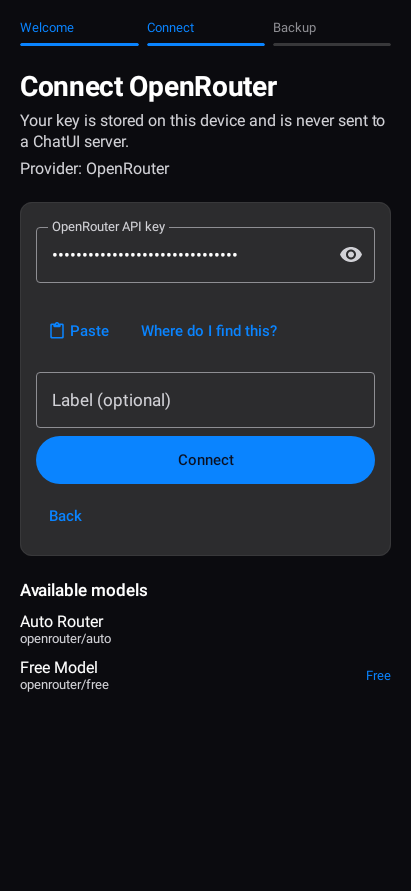 Welcome
Connect
Backup
Connect OpenRouter
Your key is stored on this device and is never sent to
a ChatUI server.
Provider: OpenRouter
OpenRouter API key
•••••••••••••••••••••••••••••••
Paste
Where do I find this?
Label (optional)
Connect
Back
Available models
Auto Router
openrouter/auto
Free Model
openrouter/free
Free